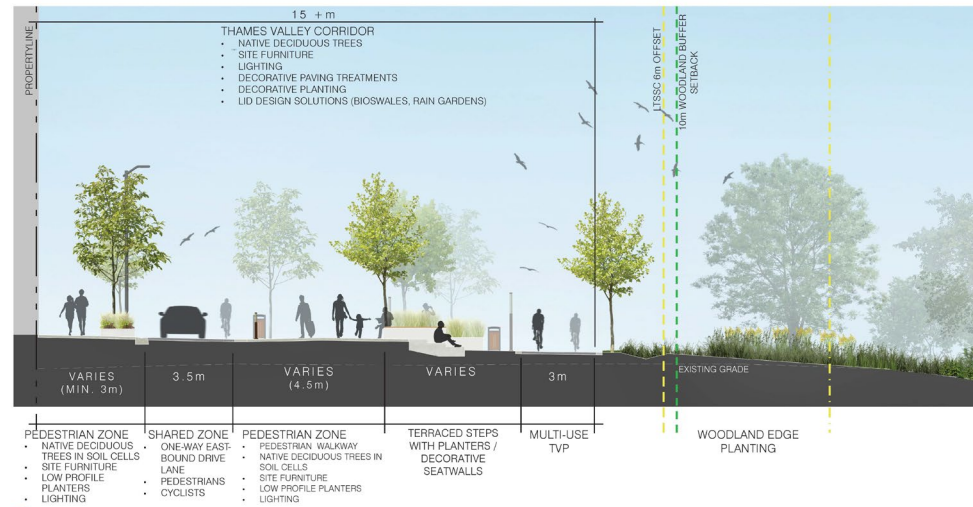 15 + m
THAMES VALLEY CORRIDOR
• NATIVE DECIDUOUS TREES
• SITE FURNITURE
• LIGHTING
• DECORATIVE PAVING TREATMENTS
• DECORATIVE PLANTING
• LID DESIGN SOLUTIONS (BIOSWALES, RAIN GARDENS)
PROPERTYLINE
LTSSC 6m OFFSET
10m WOODLAND BUFFER
SETBACK
VARIES
(MIN. 3m)
3.5m
VARIES
(4.5m)
VARIES
3m
EXISTING GRADE
PEDESTRIAN ZONE
• NATIVE DECIDUOUS
TREES IN SOIL CELLS
• SITE FURNITURE
• LOW PROFILE
PLANTERS
• LIGHTING
SHARED ZONE
• ONE-WAY EAST-
BOUND DRIVE
LANE
• PEDESTRIANS
• CYCLISTS
PEDESTRIAN ZONE
• PEDESTRIAN WALKWAY
• NATIVE DECIDUOUS TREES IN
SOIL CELLS
• SITE FURNITURE
• LOW PROFILE PLANTERS
• LIGHTING
TERRACED STEPS
WITH PLANTERS /
DECORATIVE
SEATWALLS
MULTI-USE
TVP
WOODLAND EDGE
PLANTING